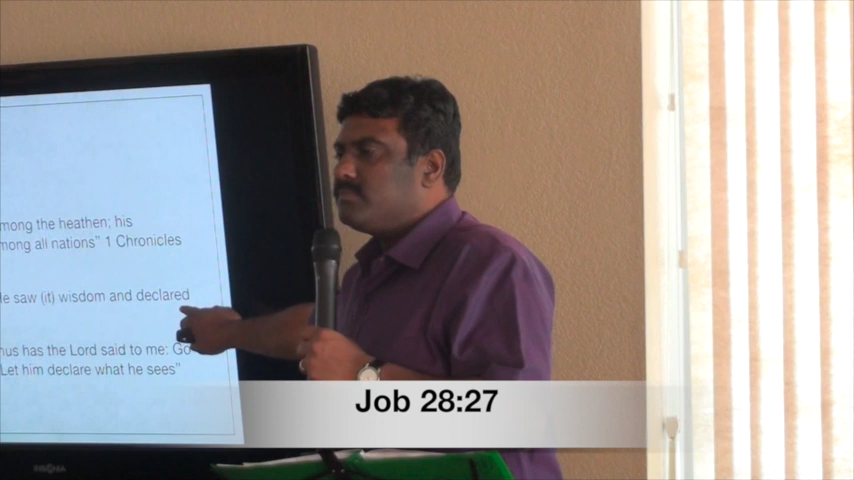 mong the heathen; his
mong all nations" 1 Chronicles
e saw (it) wisdom and declared
hus has the Lord said to me: Go
Let him declare what he sees"
Job 28:27
INSIGNIA